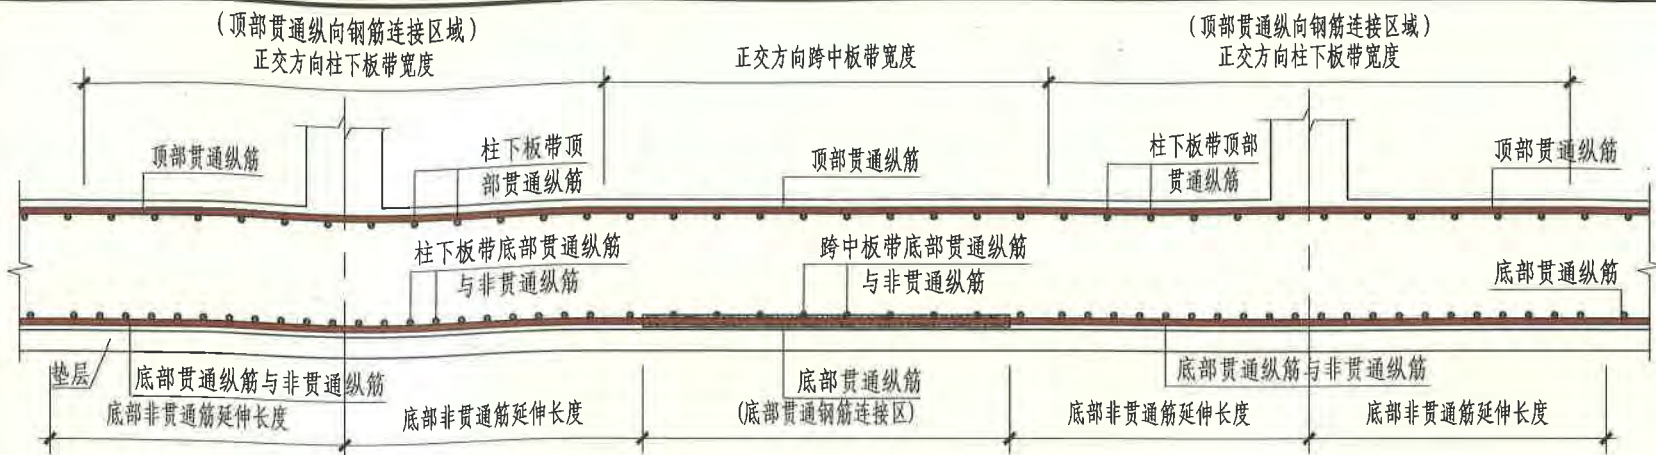 (顶部贯通纵向钢筋连接区域)
正交方向柱下板带宽度
正交方向跨中板带宽度
(顶部贯通纵向钢筋连接区域)
正交方向柱下板带宽度
顶部贯通纵筋
柱下板带顶
部贯通纵筋
顶部贯通纵筋
柱下板带顶部
贯通纵筋
顶部贯通纵筋
柱下板带底部贯通纵筋
与非贯通纵筋
跨中板带底部贯通纵筋
与非贯通纵筋
底部贯通纵筋
垫层
底部贯通纵筋与非贯通纵筋
底部贯通纵筋
(底部贯通钢筋连接区)
底部贯通纵筋与非贯通纵筋
底部非贯通筋延伸长度
底部非贯通筋延伸长度
底部非贯通筋延伸长度
底部非贯通筋延伸长度